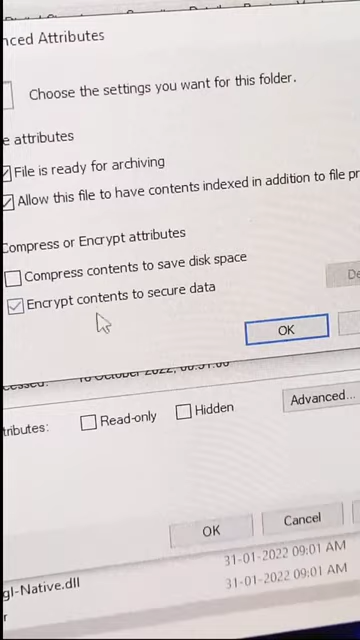 nced Attributes
Choose the settings you want for this folder.
e attributes
File is ready for archiving
Allow this file to have contents indexed in addition to file pr
Compress or Encrypt attributes
Compress contents to save disk space
De
Encrypt contents to secure data
OK
tributes:
Read-only
Hidden
Advanced...
OK
Cancel
31-01-2022 09:01 AM
gl-Native.dll
31-01-2022 09:01 AM
r